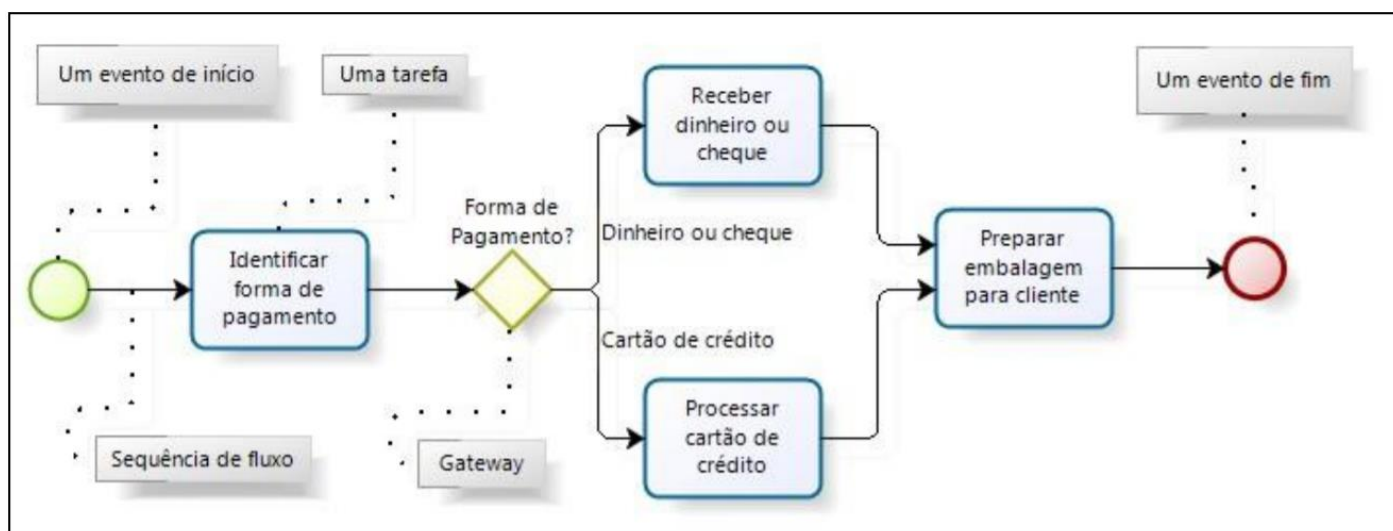 Um evento de início
Uma tarefa
Receber
dinheiro ou
cheque
Um evento de fim
Forma de
Pagamento?
Dinheiro ou cheque
Identificar
forma de
pagamento
Preparar
embalagem
para cliente
Cartão de crédito
Processar
cartão de
crédito
Sequência de fluxo
Gateway